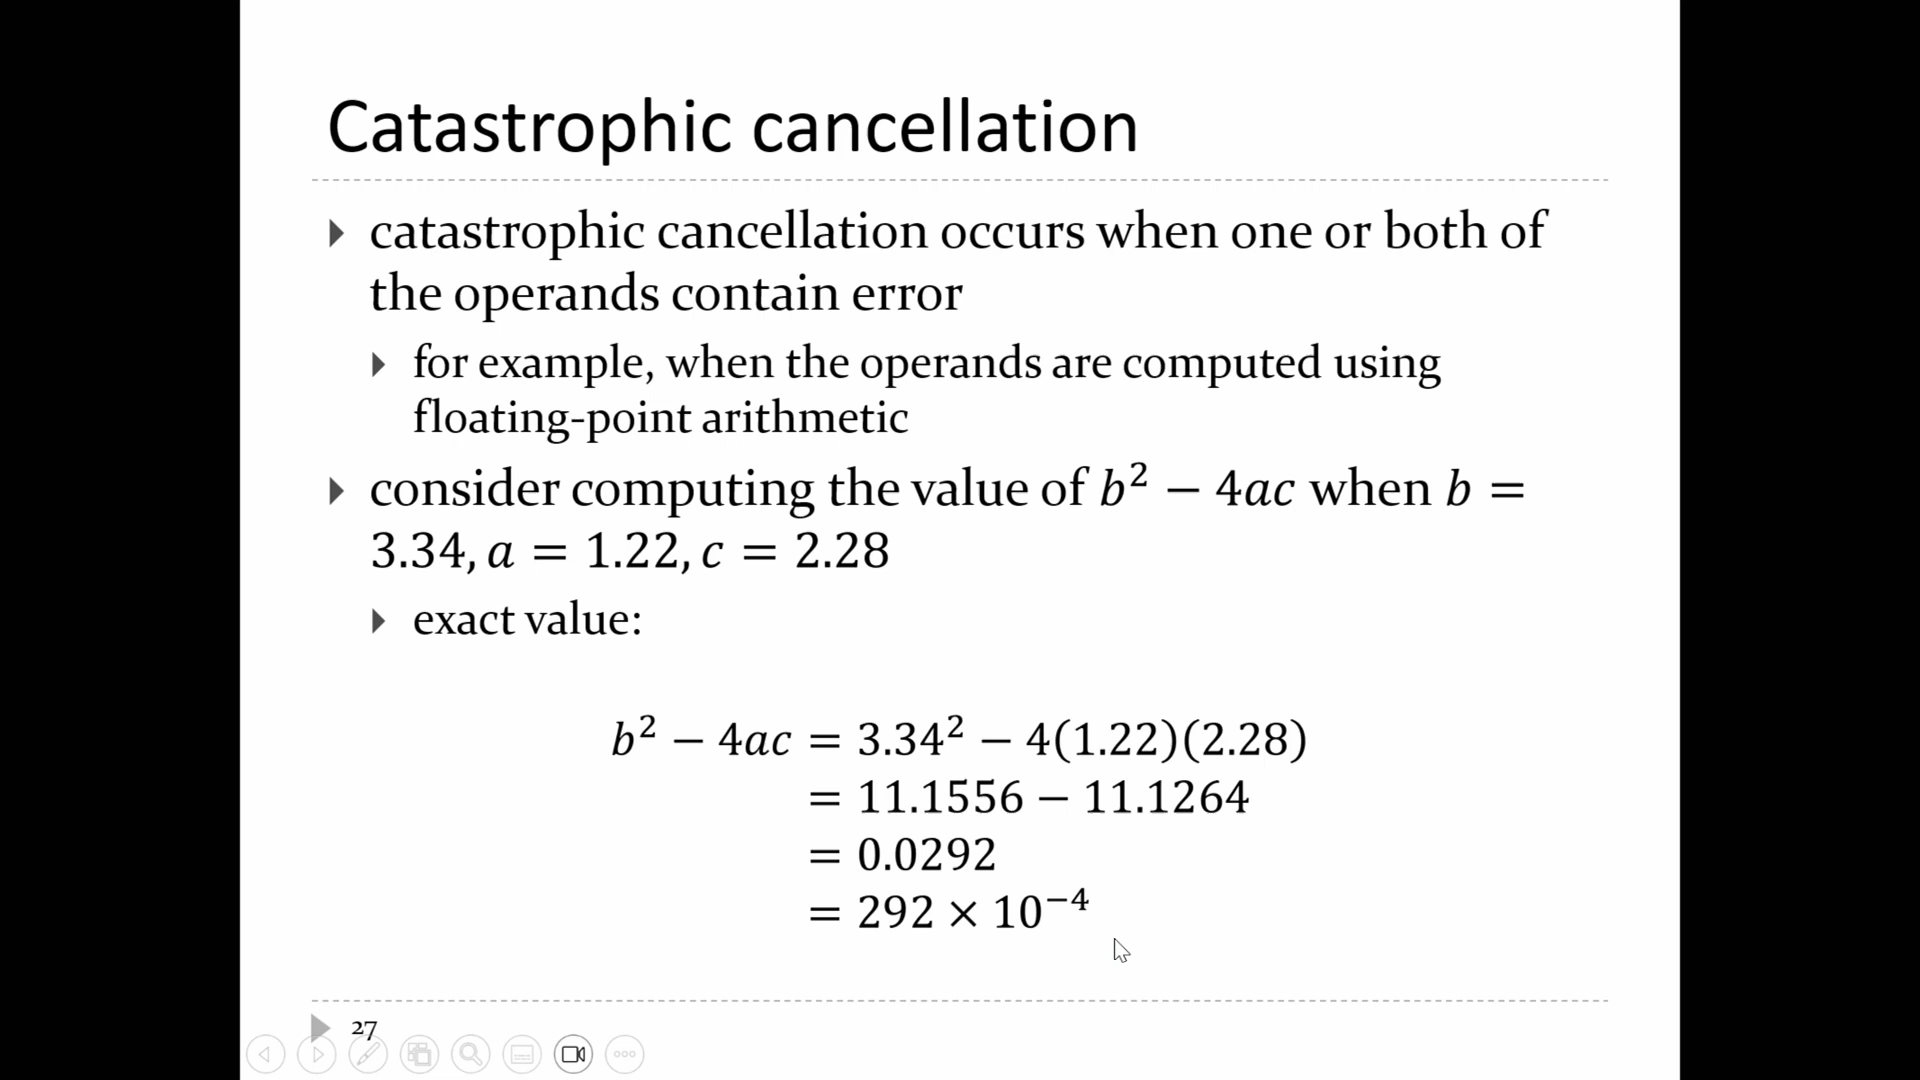 Catastrophic cancellation
catastrophic cancellation occurs when one or both of
the operands contain error
for example, when the operands are computed using
floating-point arithmetic
consider computing the value of b² − 4ac when b =
3.34, a = 1.22, c = 2.28
exact value:
b² − 4ac = 3.34² − 4(1.22)(2.28)
= 11.1556 − 11.1264
= 0.0292
= 292 × 10⁻⁴
27